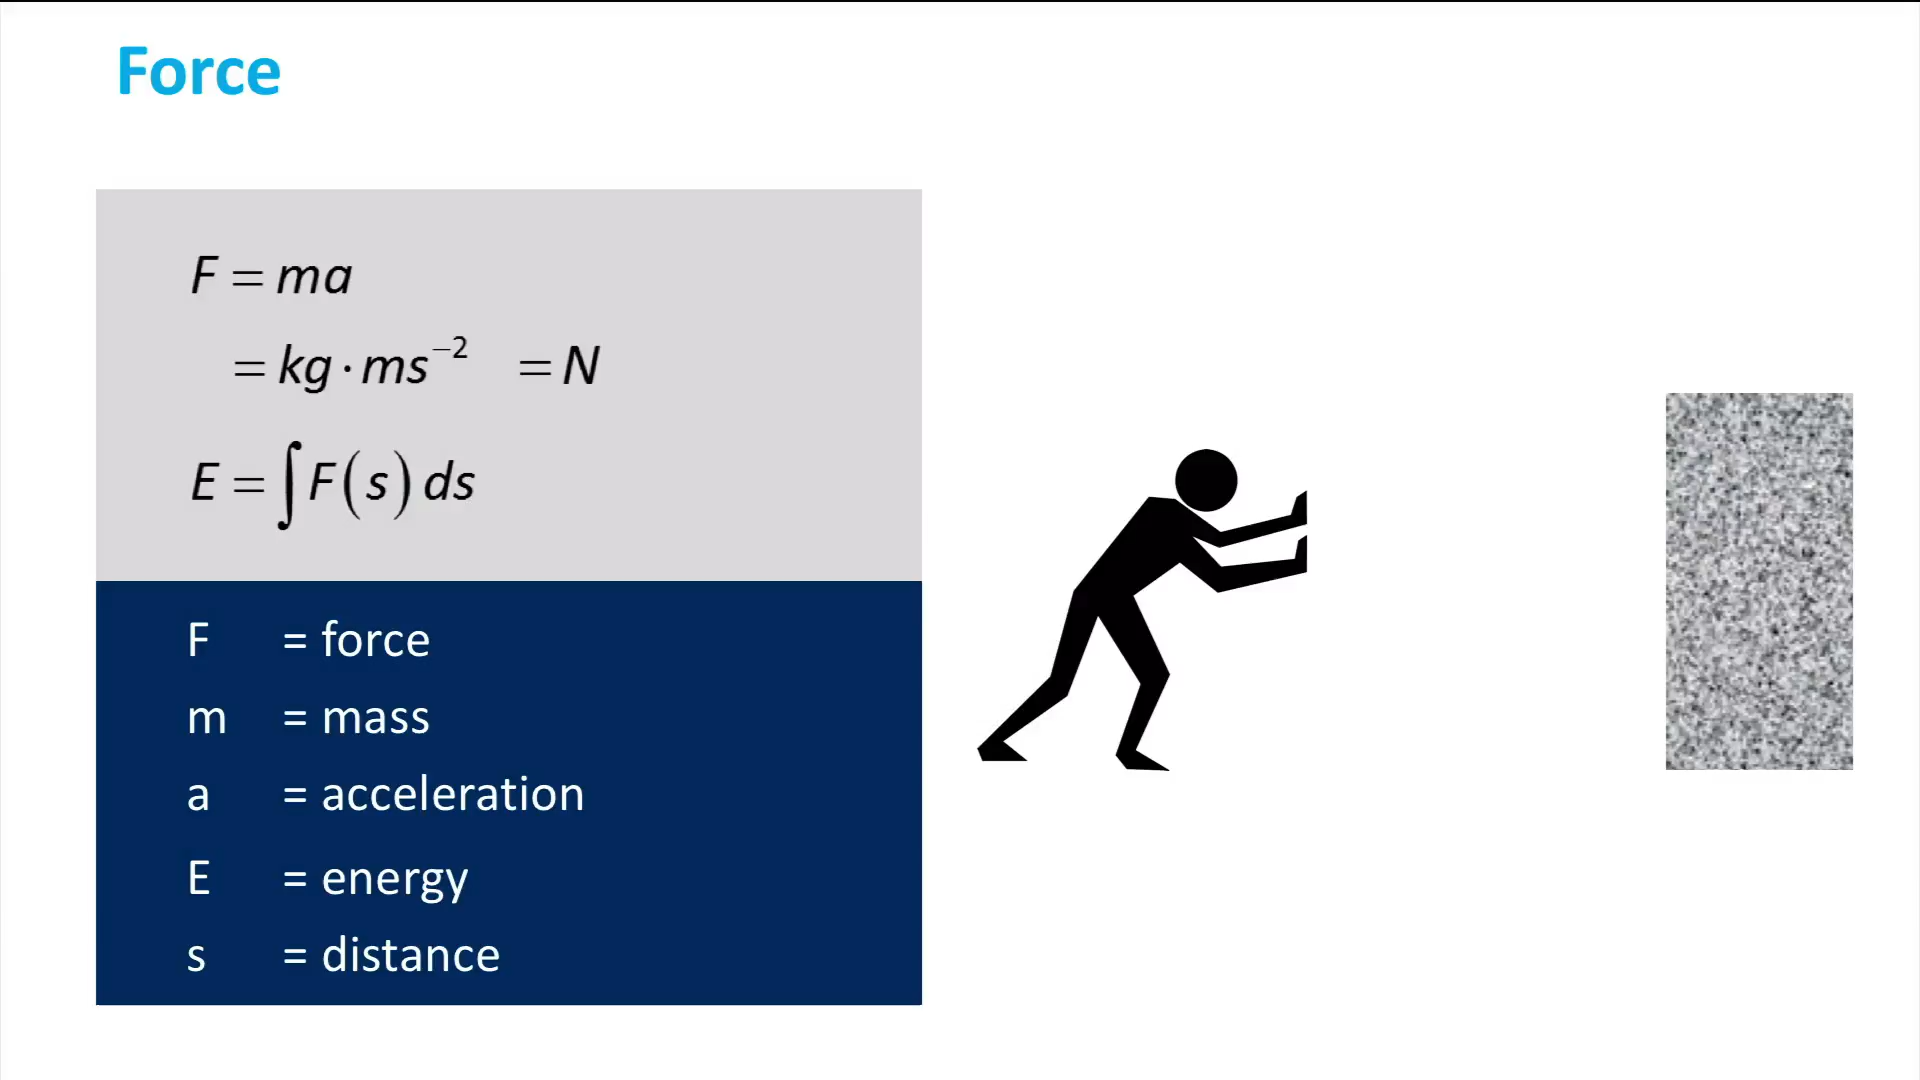 Force
F = ma
= kg · ms⁻² = N
E = ∫F(s) ds
F = force
m = mass
a = acceleration
E = energy
s = distance